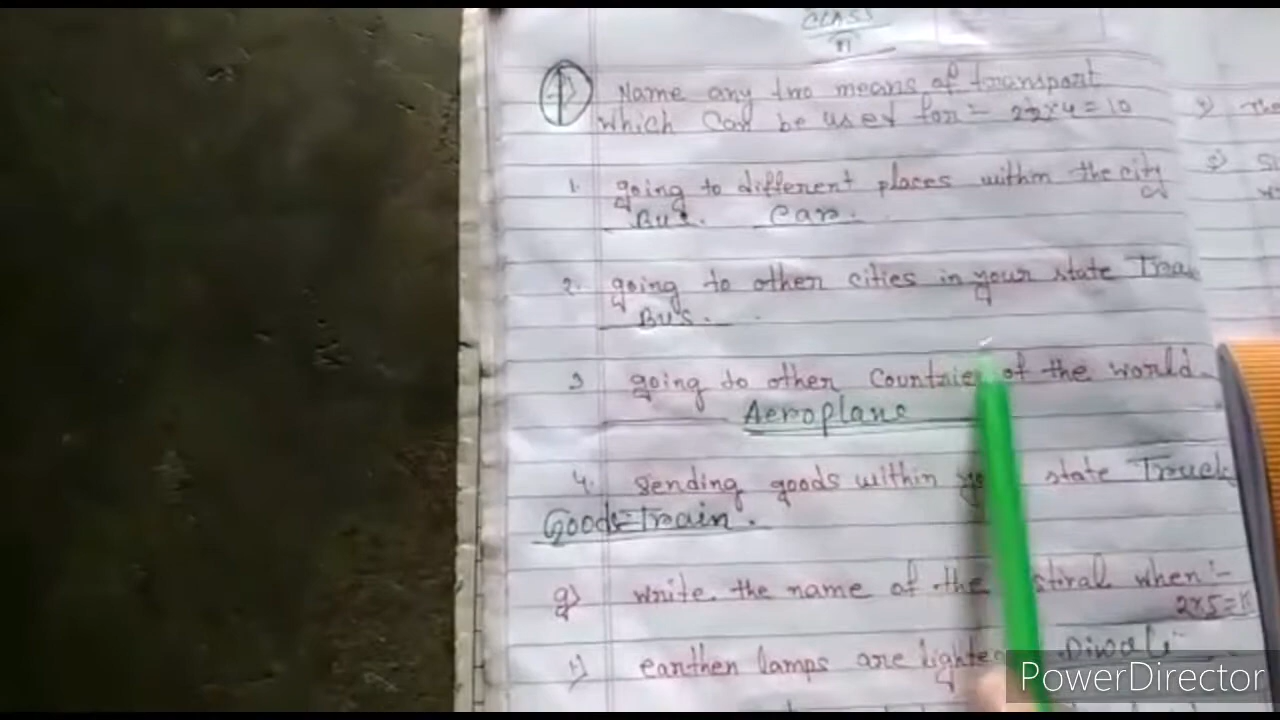 CLASS
II
f) Name any two means of transport
which can be used for:- 2½x4=10
1. going to different places within the city
Bus. Car.
2. going to other cities in your state
Bus.
3 going to other Countries of the world
Aeroplane
4. Sending goods within state Truck
Goods=Train.
g) write the name of the when:-
2x5=
1) earthen lamps are Diwali
PowerDirector